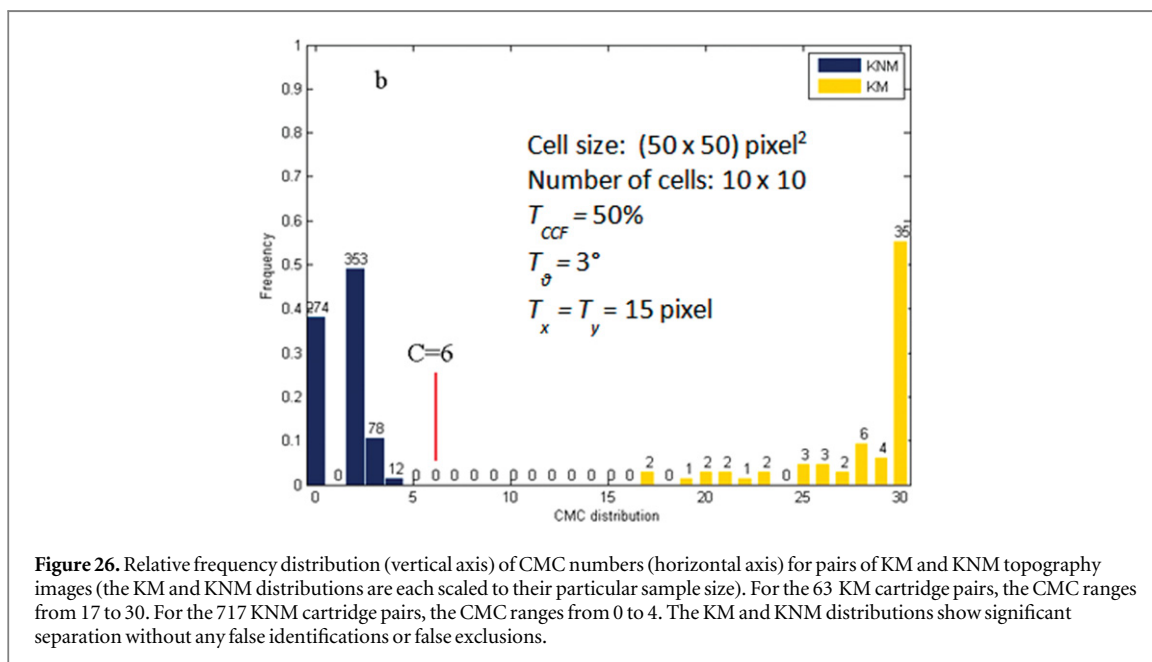 1
0.9
0.8
0.7
0.6
0.5
0.4
0.3
0.2
0.1
0
Frequency
b
KNM
KM
Cell size: (50 x 50) pixel²
Number of cells: 10 x 10
T_CCF = 50%
T_ϑ = 3°
T_x = T_y = 15 pixel
C=6
274 0 353 78 12 0 0 0 0 0 0 0 0 0 0 0 0 2 0 1 2 2 1 2 0 3 3 2 6 4 35
0 5 10 15 20 25 30
CMC distribution
Figure 26. Relative frequency distribution (vertical axis) of CMC numbers (horizontal axis) for pairs of KM and KNM topography
images (the KM and KNM distributions are each scaled to their particular sample size). For the 63 KM cartridge pairs, the CMC ranges
from 17 to 30. For the 717 KNM cartridge pairs, the CMC ranges from 0 to 4. The KM and KNM distributions show significant
separation without any false identifications or false exclusions.